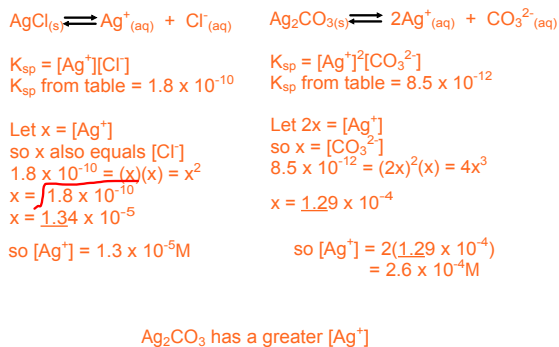 AgCl(s) ⇌ Ag⁺(aq) + Cl⁻(aq)
Ksp = [Ag⁺][Cl⁻]
Ksp from table = 1.8 x 10⁻¹⁰
Let x = [Ag⁺]
so x also equals [Cl⁻]
1.8 x 10⁻¹⁰ = (x)(x) = x²
x = √1.8 x 10⁻¹⁰
x = 1.34 x 10⁻⁵
so [Ag⁺] = 1.3 x 10⁻⁵M
Ag₂CO₃(s) ⇌ 2Ag⁺(aq) + CO₃²⁻(aq)
Ksp = [Ag⁺]²[CO₃²⁻]
Ksp from table = 8.5 x 10⁻¹²
Let 2x = [Ag⁺]
so x = [CO₃²⁻]
8.5 x 10⁻¹² = (2x)²(x) = 4x³
x = 1.29 x 10⁻⁴
so [Ag⁺] = 2(1.29 x 10⁻⁴)
= 2.6 x 10⁻⁴M
Ag₂CO₃ has a greater [Ag⁺]